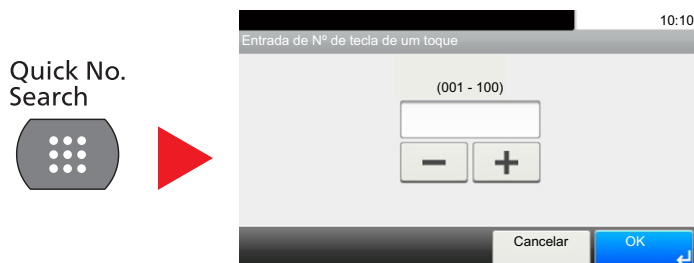 Quick No.
Search
10:10
Entrada de Nº de tecla de um toque
(001 - 100)
Cancelar
OK